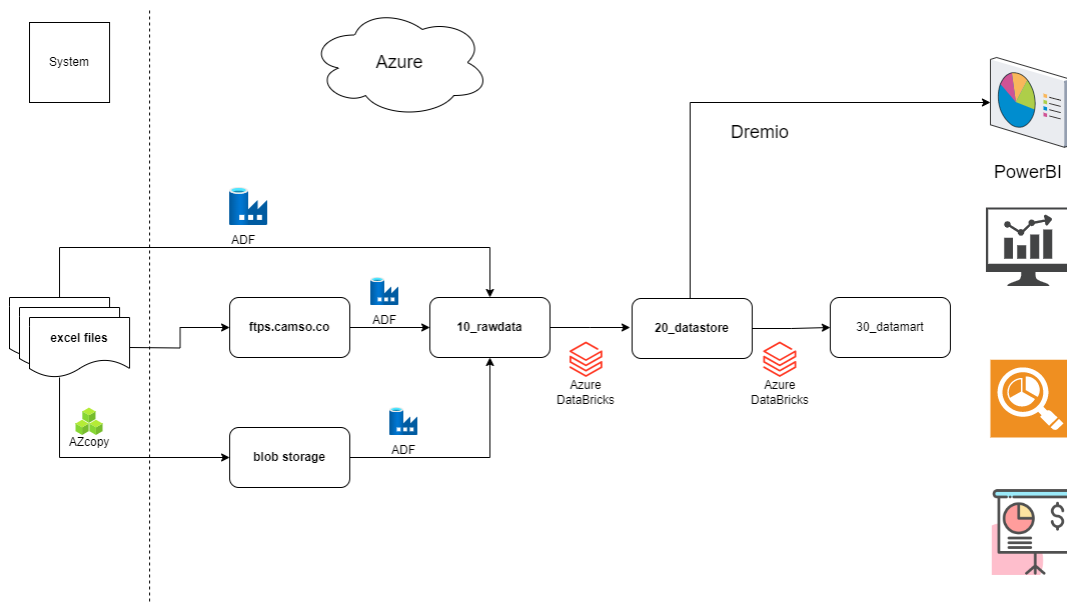 System
Azure
Dremio
PowerBI
ADF
excel files
ftps.camso.co
ADF
10_rawdata
20_datastore
30_datamart
Azure
DataBricks
Azure
DataBricks
AZcopy
blob storage
ADF
$